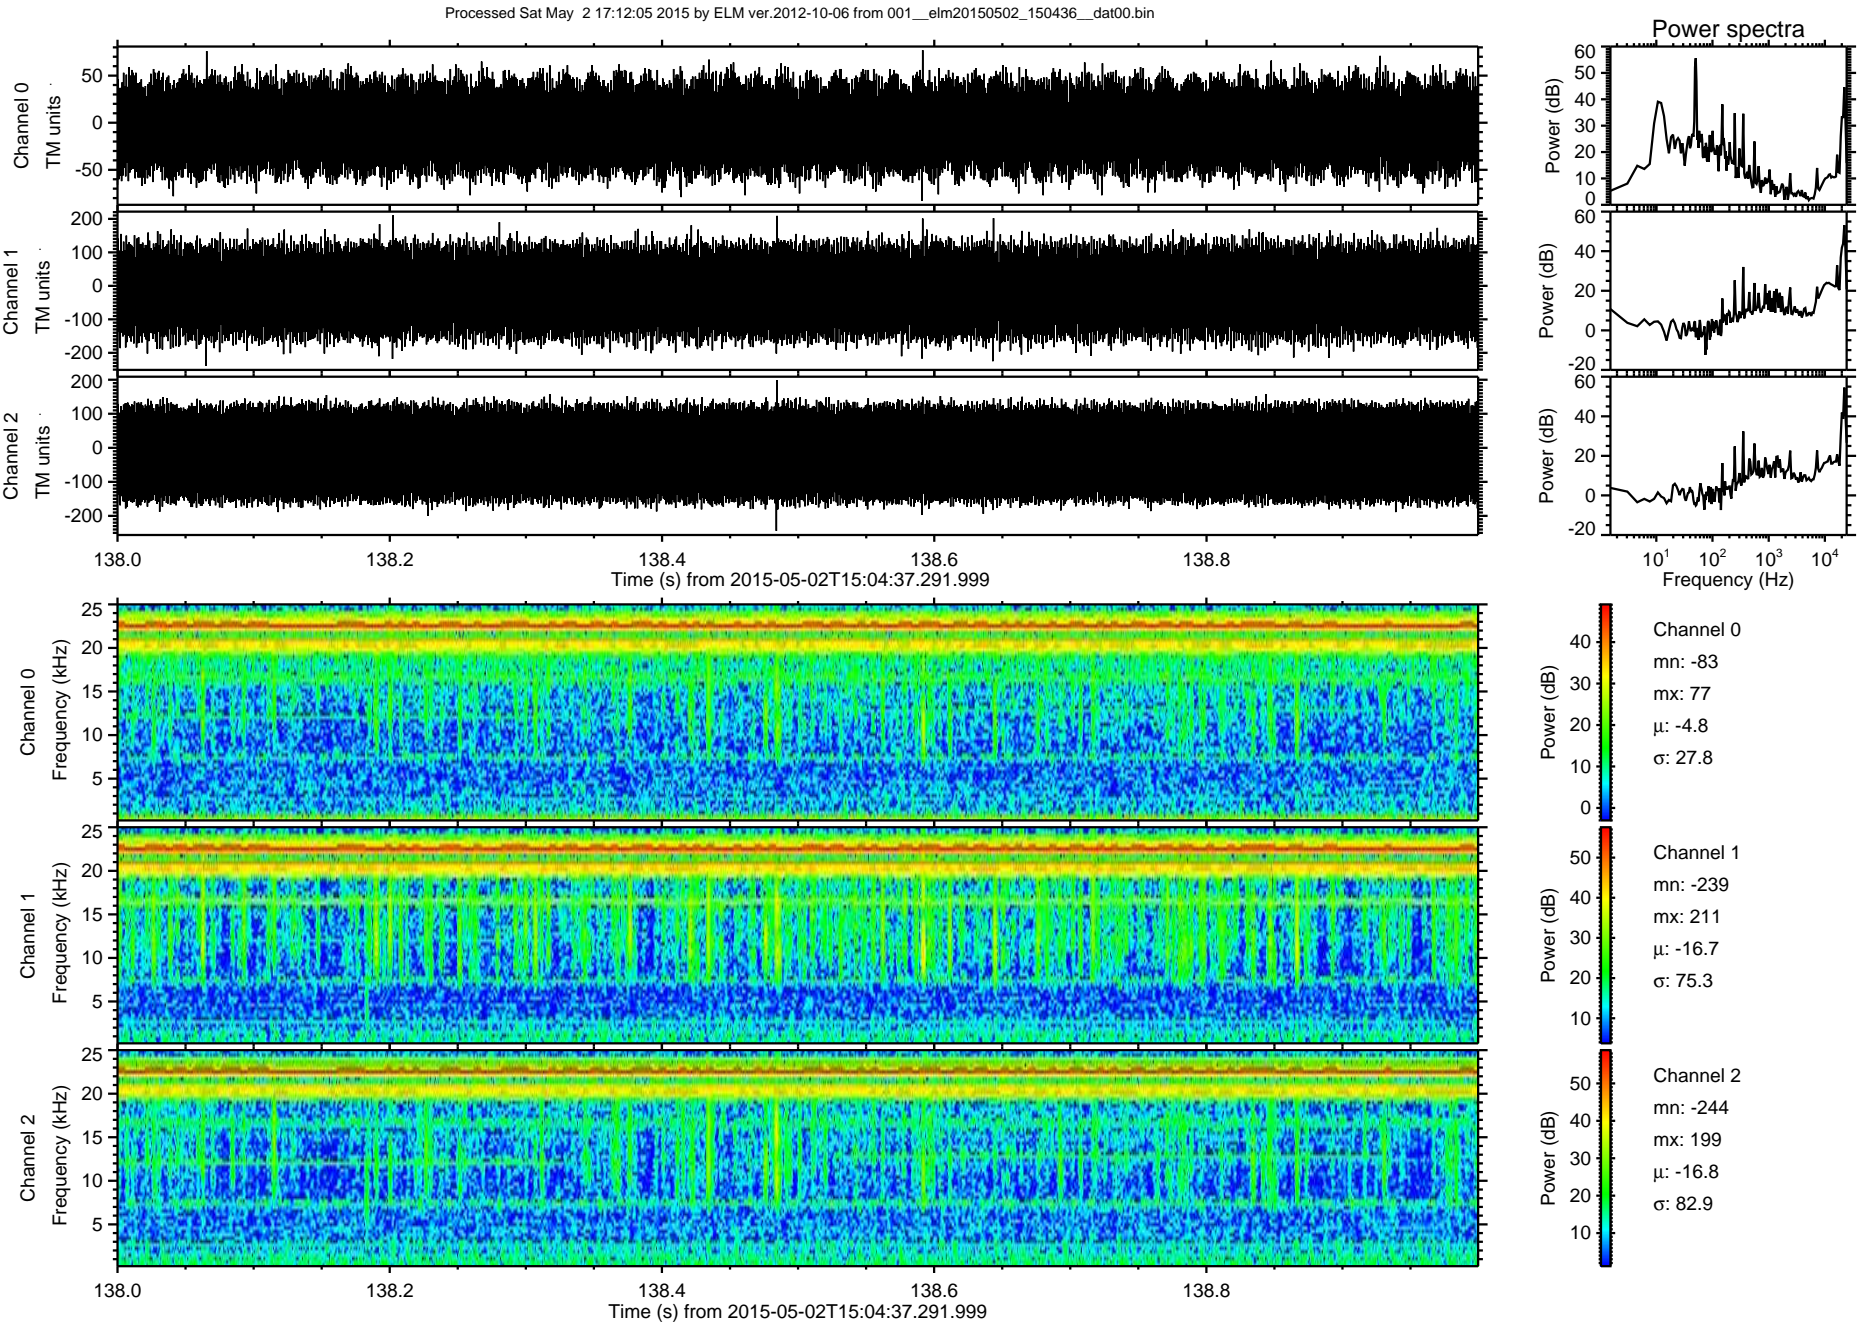 Processed Sat May  2 17:12:05 2015 by ELM ver.2012-10-06 from 001__elm20150502_150436__dat00.bin
Power spectra
Channel 0
TM units
50
0
-50
Power (dB)
60
50
40
30
20
10
0
Channel 1
TM units
200
100
0
-100
-200
Power (dB)
60
40
20
0
-20
Channel 2
TM units
200
100
0
-100
-200
Power (dB)
60
40
20
0
-20
138.0 138.2 138.4 138.6 138.8
Time (s) from 2015-05-02T15:04:37.291.999
10¹ 10² 10³ 10⁴
Frequency (Hz)
Channel 0
Frequency (kHz)
25
20
15
10
5
Power (dB)
40
30
20
10
0
Channel 0
mn: -83
mx: 77
μ: -4.8
σ: 27.8
Channel 1
Frequency (kHz)
25
20
15
10
5
Power (dB)
50
40
30
20
10
Channel 1
mn: -239
mx: 211
μ: -16.7
σ: 75.3
Channel 2
Frequency (kHz)
25
20
15
10
5
Power (dB)
50
40
30
20
10
Channel 2
mn: -244
mx: 199
μ: -16.8
σ: 82.9
138.0 138.2 138.4 138.6 138.8
Time (s) from 2015-05-02T15:04:37.291.999